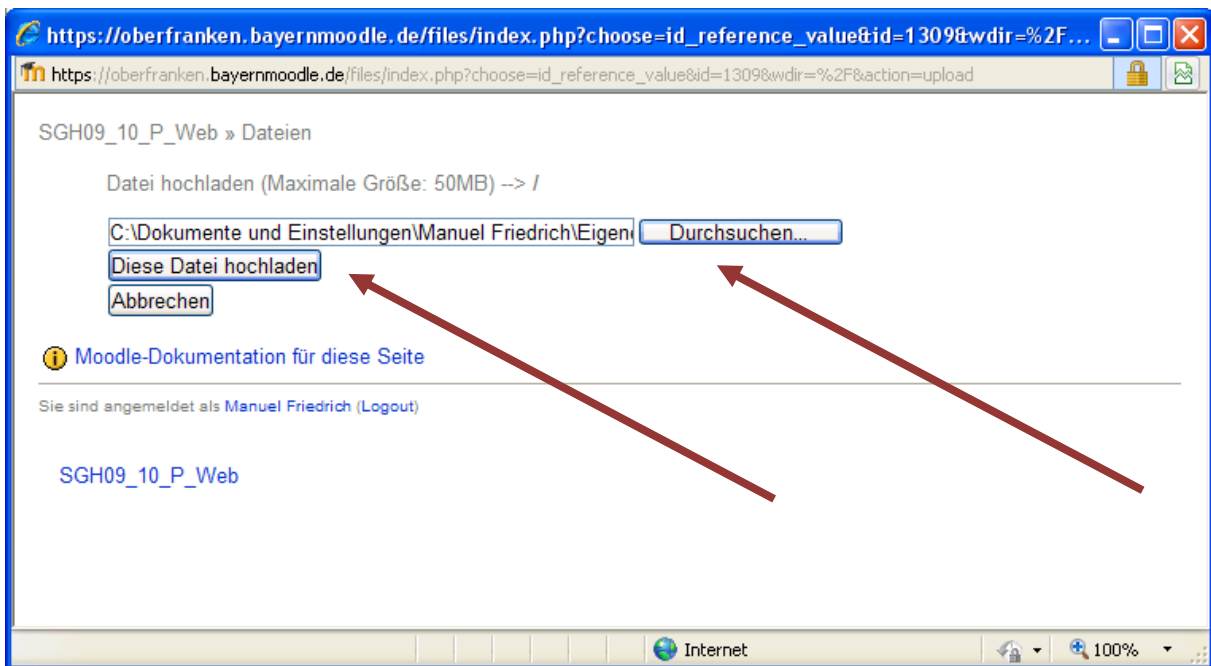 https://oberfranken.bayernmoodle.de/files/index.php?choose=id_reference_value&id=1309&wdir=%2F...
https://oberfranken.bayernmoodle.de/files/index.php?choose=id_reference_value&id=1309&wdir=%2F&action=upload
SGH09_10_P_Web » Dateien
Datei hochladen (Maximale Größe: 50MB) --> /
C:\Dokumente und Einstellungen\Manuel Friedrich\Eigen Durchsuchen...
Diese Datei hochladen
Abbrechen
Moodle-Dokumentation für diese Seite
Sie sind angemeldet als Manuel Friedrich (Logout)
SGH09_10_P_Web
Internet 100%